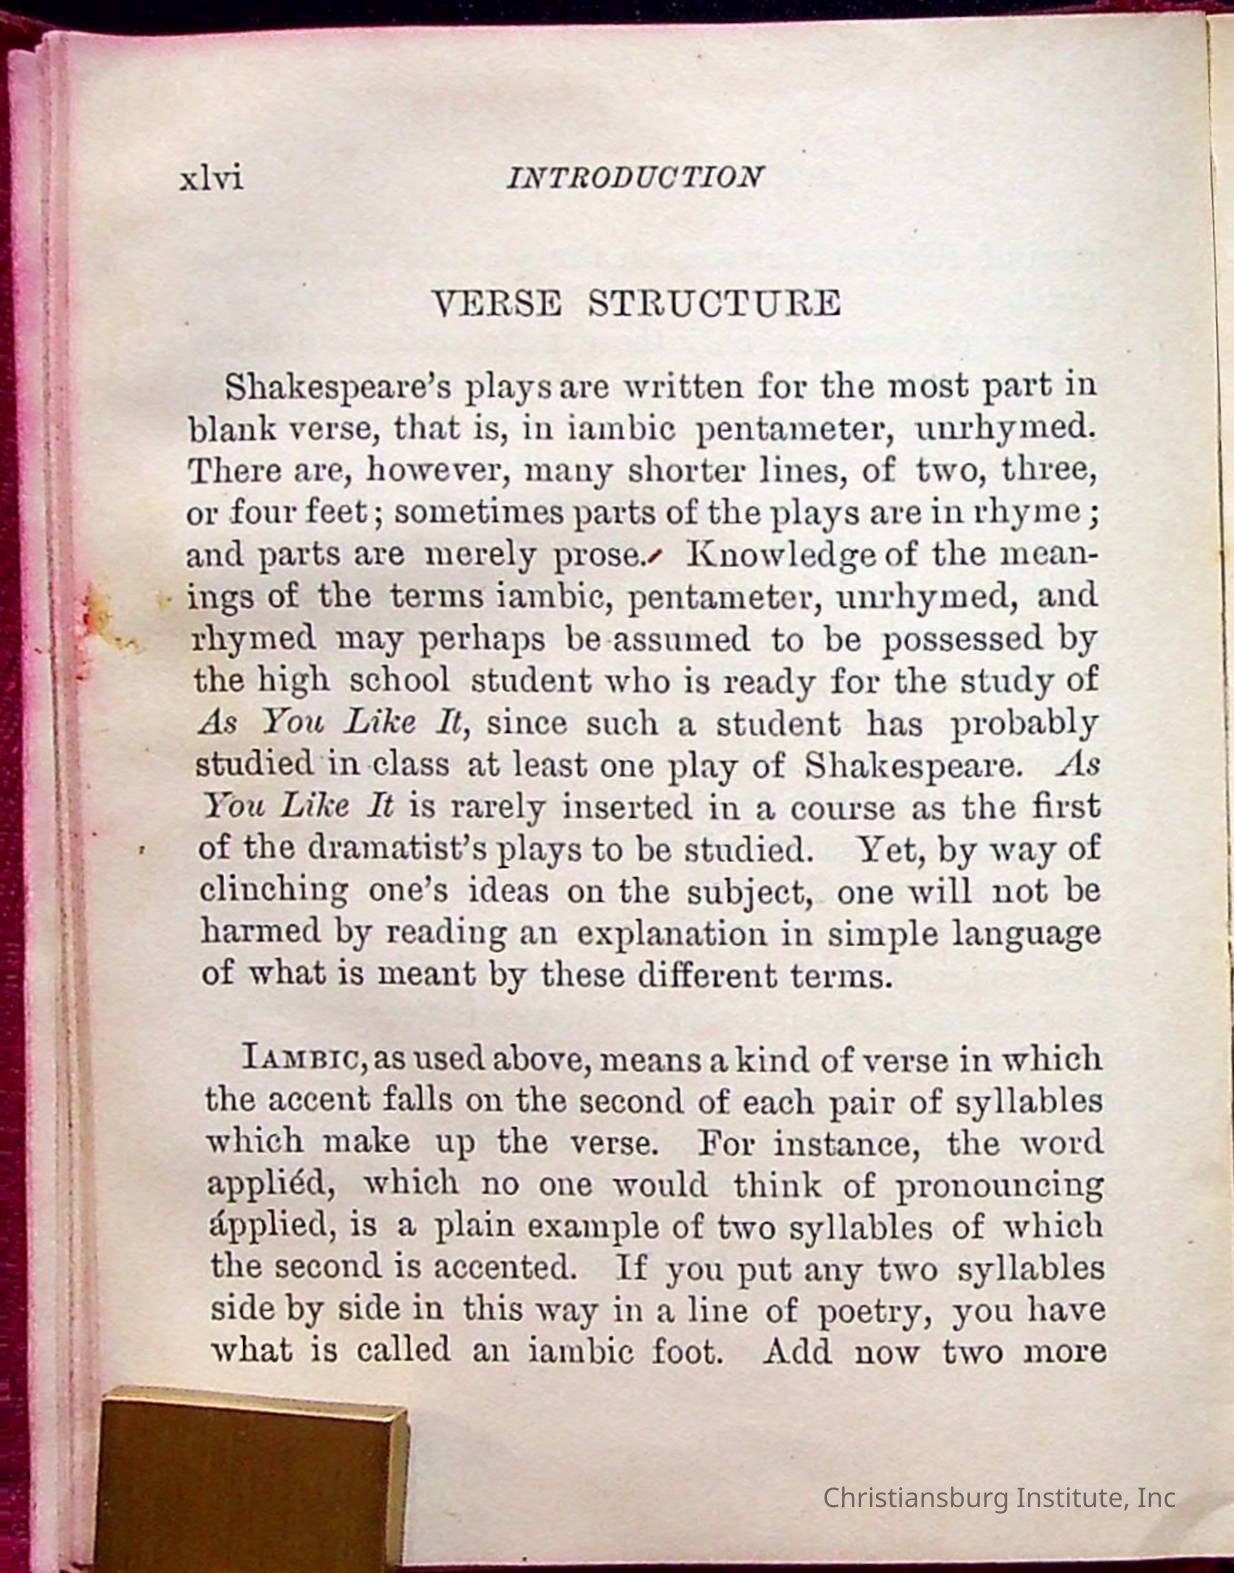 xlvi INTRODUCTION
VERSE STRUCTURE
Shakespeare's plays are written for the most part in
blank verse, that is, in iambic pentameter, unrhymed.
There are, however, many shorter lines, of two, three,
or four feet; sometimes parts of the plays are in rhyme;
and parts are merely prose. Knowledge of the mean-
ings of the terms iambic, pentameter, unrhymed, and
rhymed may perhaps be assumed to be possessed by
the high school student who is ready for the study of
As You Like It, since such a student has probably
studied in class at least one play of Shakespeare. As
You Like It is rarely inserted in a course as the first
of the dramatist's plays to be studied. Yet, by way of
clinching one's ideas on the subject, one will not be
harmed by reading an explanation in simple language
of what is meant by these different terms.
IAMBIC, as used above, means a kind of verse in which
the accent falls on the second of each pair of syllables
which make up the verse. For instance, the word
appliéd, which no one would think of pronouncing
ápplied, is a plain example of two syllables of which
the second is accented. If you put any two syllables
side by side in this way in a line of poetry, you have
what is called an iambic foot. Add now two more
Christiansburg Institute, Inc